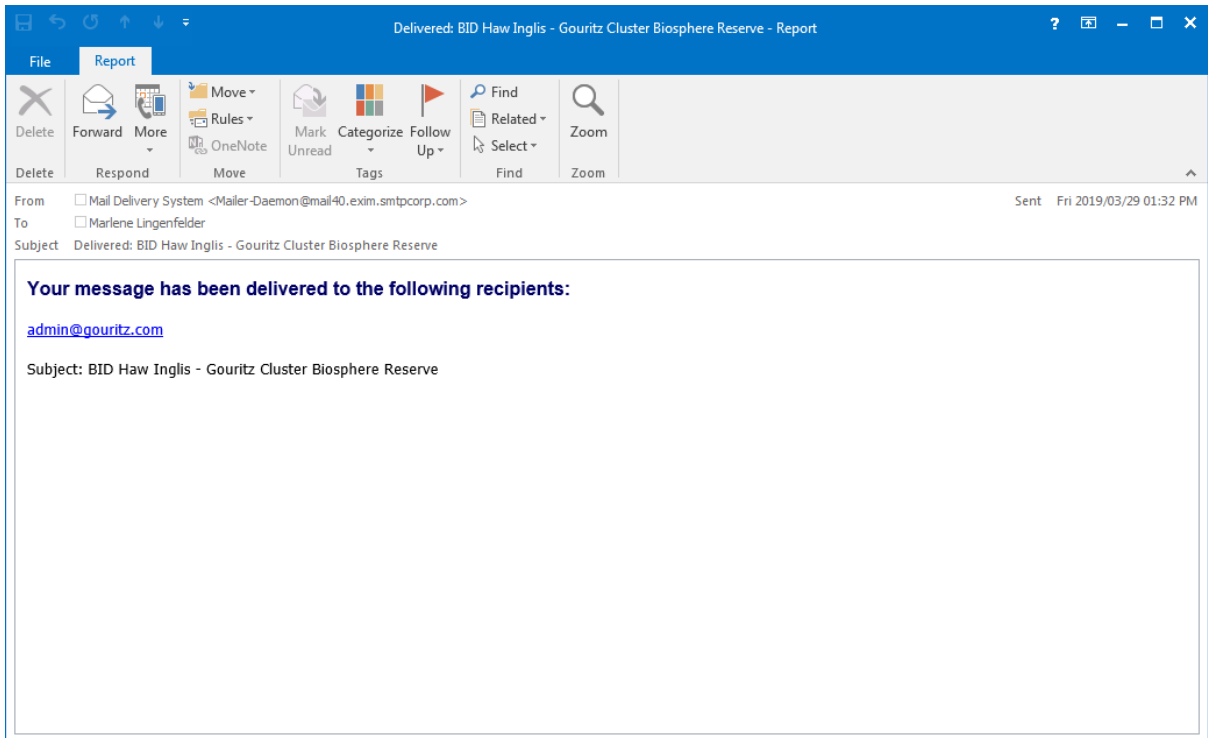 Delivered: BID Haw Inglis - Gouritz Cluster Biosphere Reserve - Report
File Report
Delete Forward More Move Rules OneNote Mark Unread Categorize Follow Up Find Related Select Zoom
Delete Respond Move Tags Find Zoom
From Mail Delivery System <Mailer-Daemon@mail40.exim.smtpcorp.com> Sent Fri 2019/03/29 01:32 PM
To Marlene Lingenfelder
Subject Delivered: BID Haw Inglis - Gouritz Cluster Biosphere Reserve
Your message has been delivered to the following recipients:
admin@gouritz.com
Subject: BID Haw Inglis - Gouritz Cluster Biosphere Reserve